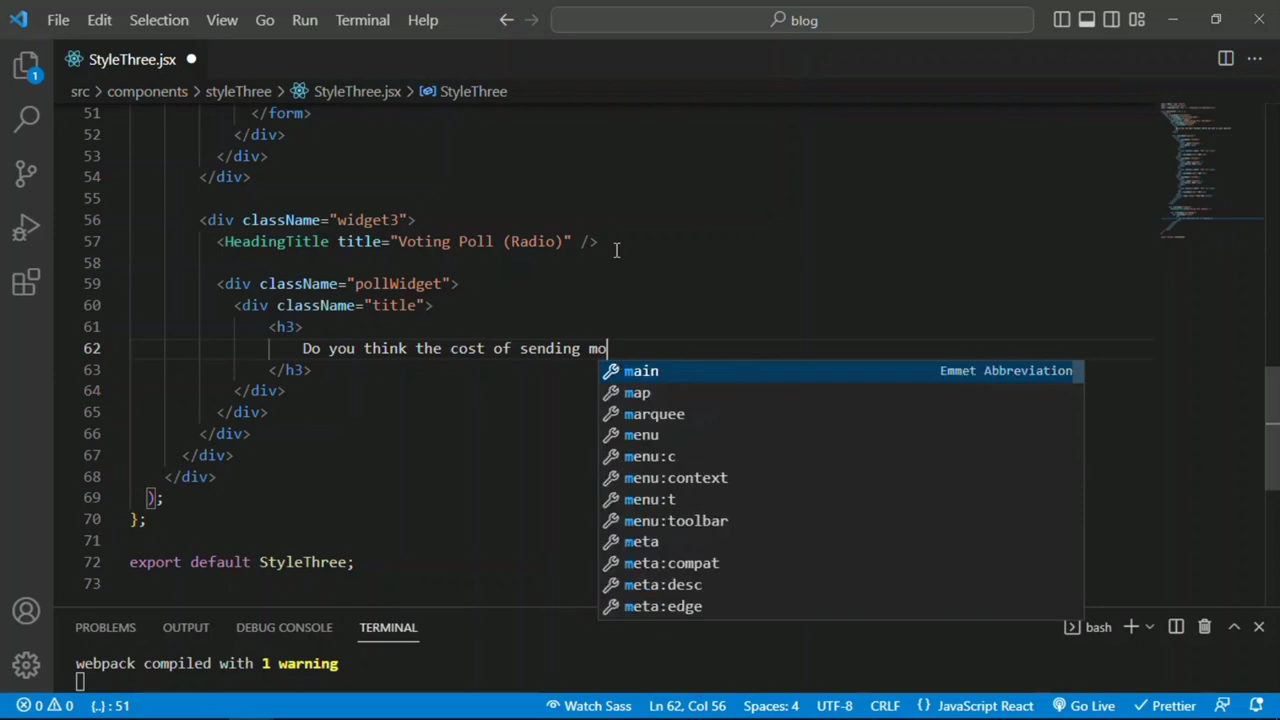 File Edit Selection View Go Run Terminal Help
blog
1
StyleThree.jsx
src > components > styleThree > StyleThree.jsx > StyleThree
51 </form>
52 </div>
53 </div>
54 </div>
55
56 <div className="widget3">
57 <HeadingTitle title="Voting Poll (Radio)" />
58
59 <div className="pollWidget">
60 <div className="title">
61 <h3>
62 Do you think the cost of sending mo
63 </h3>
64 </div>
65 </div>
66 </div>
67 </div>
68 </div>
69 );
70 };
71
72 export default StyleThree;
73
main Emmet Abbreviation
map
marquee
menu
menu:c
menu:context
menu:t
menu:toolbar
meta
meta:compat
meta:desc
meta:edge
PROBLEMS OUTPUT DEBUG CONSOLE TERMINAL
bash
webpack compiled with 1 warning
0 0 {..} : 51 Watch Sass Ln 62, Col 56 Spaces: 4 UTF-8 CRLF {} JavaScript React Go Live Prettier